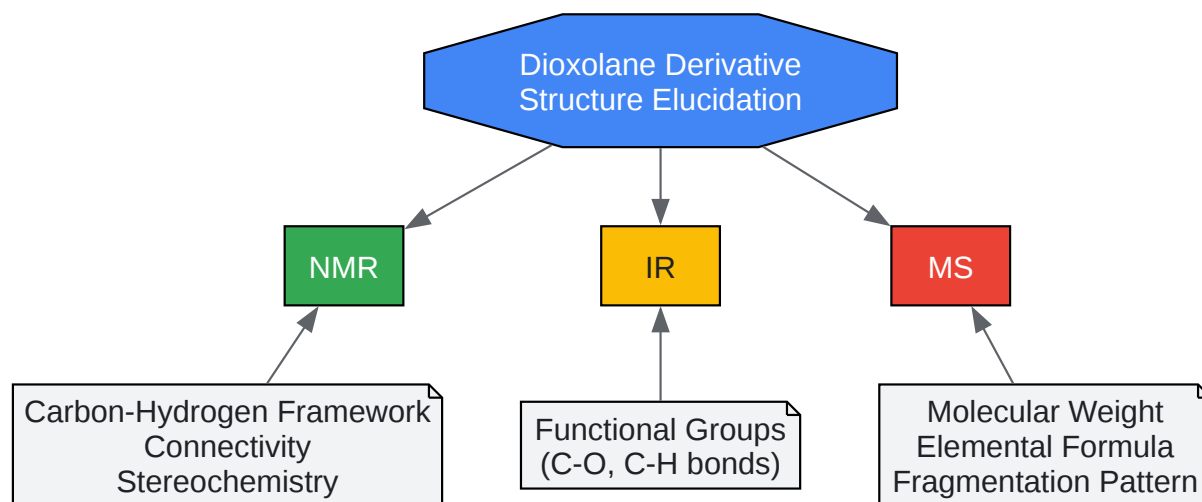 Dioxolane Derivative
Structure Elucidation
NMR
IR
MS
Carbon-Hydrogen Framework
Connectivity
Stereochemistry
Functional Groups
(C-O, C-H bonds)
Molecular Weight
Elemental Formula
Fragmentation Pattern